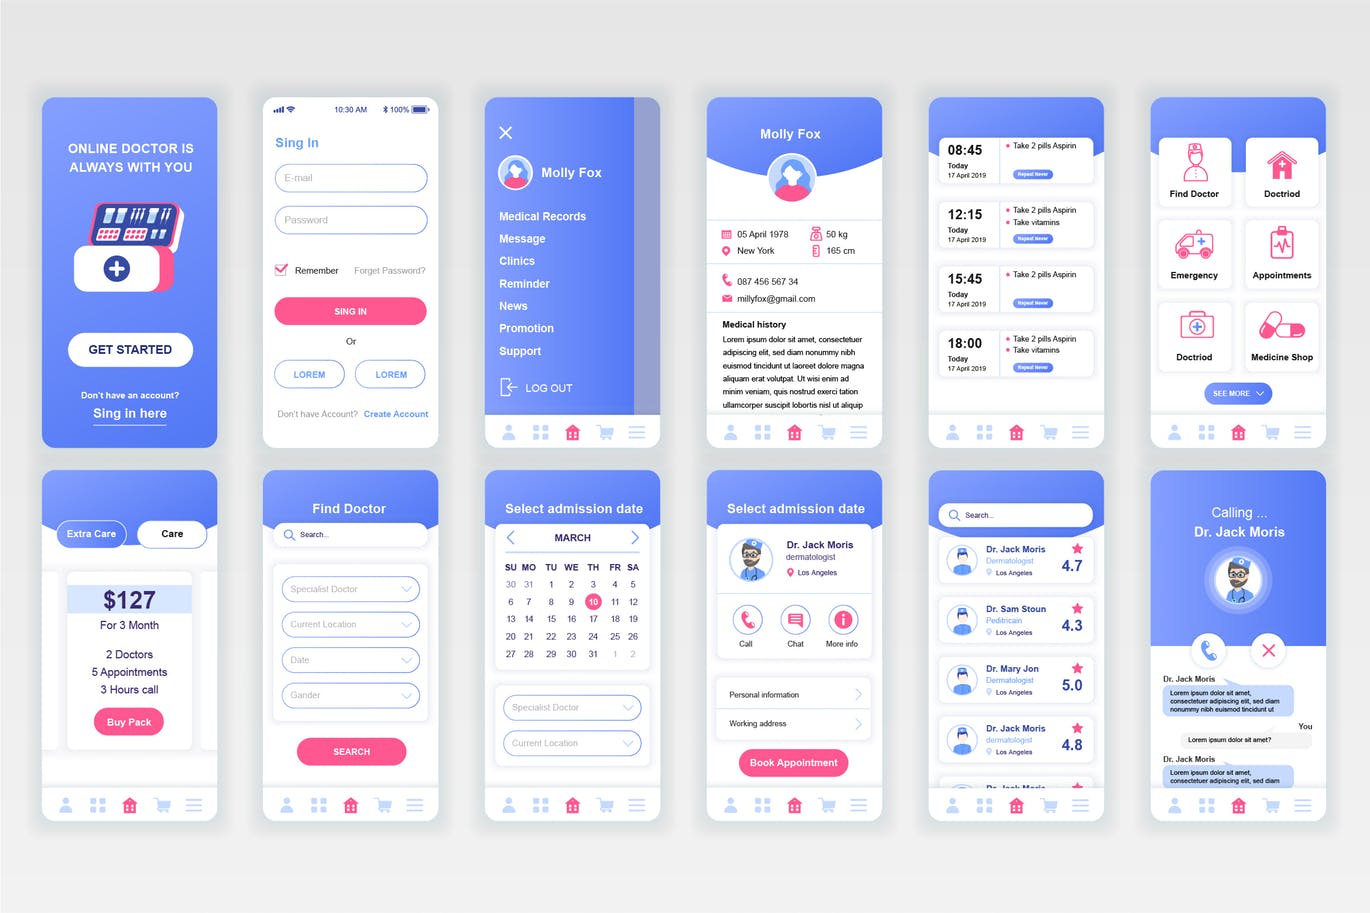 ONLINE DOCTOR IS
ALWAYS WITH YOU
GET STARTED
Don't have an account?
Sing in here
10:30 AM
100%
Sing In
E-mail
Password
Remember
Forget Password?
SING IN
Or
LOREM
LOREM
Don't have Account? Create Account
Molly Fox
Medical Records
Message
Clinics
Reminder
News
Promotion
Support
LOG OUT
Molly Fox
05 April 1978
50 kg
New York
165 cm
087 456 567 34
millyfox@gmail.com
Medical history
Lorem ipsum dolor sit amet, consectetuer
adipiscing elit, sed diam nonummy nibh
euismod tincidunt ut laoreet dolore magna
aliquam erat volutpat. Ut wisi enim ad
minim veniam, quis nostrud exerci tation
ullamcorper suscipit lobortis nisl ut aliquip
08:45
Today
17 April 2019
Take 2 pills Aspirin
Repeat Never
12:15
Today
17 April 2019
Take 2 pills Aspirin
Take vitamins
Repeat Never
15:45
Today
17 April 2019
Take 2 pills Aspirin
Repeat Never
18:00
Today
17 April 2019
Take 2 pills Aspirin
Take vitamins
Repeat Never
Find Doctor
Doctriod
Emergency
Appointments
Doctriod
Medicine Shop
SEE MORE
Extra Care
Care
$127
For 3 Month
2 Doctors
5 Appointments
3 Hours call
Buy Pack
Find Doctor
Search...
Specialist Doctor
Current Location
Date
Gander
SEARCH
Select admission date
MARCH
SU MO TU WE TH FR SA
30 31 1 2 3 4 5
6 7 8 9 10 11 12
13 14 15 16 17 18 19
20 21 22 23 24 25 26
27 28 29 30 31 1 2
Specialist Doctor
Current Location
Select admission date
Dr. Jack Moris
dermatologist
Los Angeles
Call
Chat
More info
Personal information
Working address
Book Appointment
Search...
Dr. Jack Moris
dermatologist
Los Angeles
4.7
Dr. Sam Stoun
Peditricain
Los Angeles
4.3
Dr. Mary Jon
Dermatologist
Los Angeles
5.0
Dr. Jack Moris
dermatologist
Los Angeles
4.8
Dr. Jack Moris
Calling ...
Dr. Jack Moris
Dr. Jack Moris
Lorem ipsum dolor sit amet,
consectetuer adipiscing elit, sed diam
nonummy nibh euismod tincidunt ut
You
Lorem ipsum dolor sit amet?
Dr. Jack Moris
Lorem ipsum dolor sit amet,
consectetuer adipiscing elit, sed diam